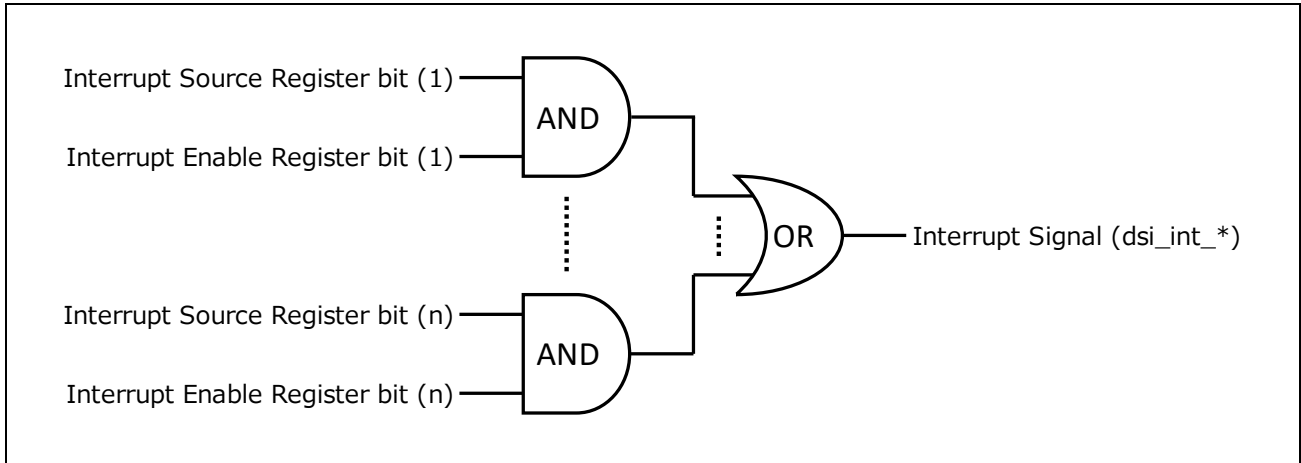 Interrupt Source Register bit (1)
AND
Interrupt Enable Register bit (1)
OR
Interrupt Signal (dsi_int_*)
Interrupt Source Register bit (n)
AND
Interrupt Enable Register bit (n)